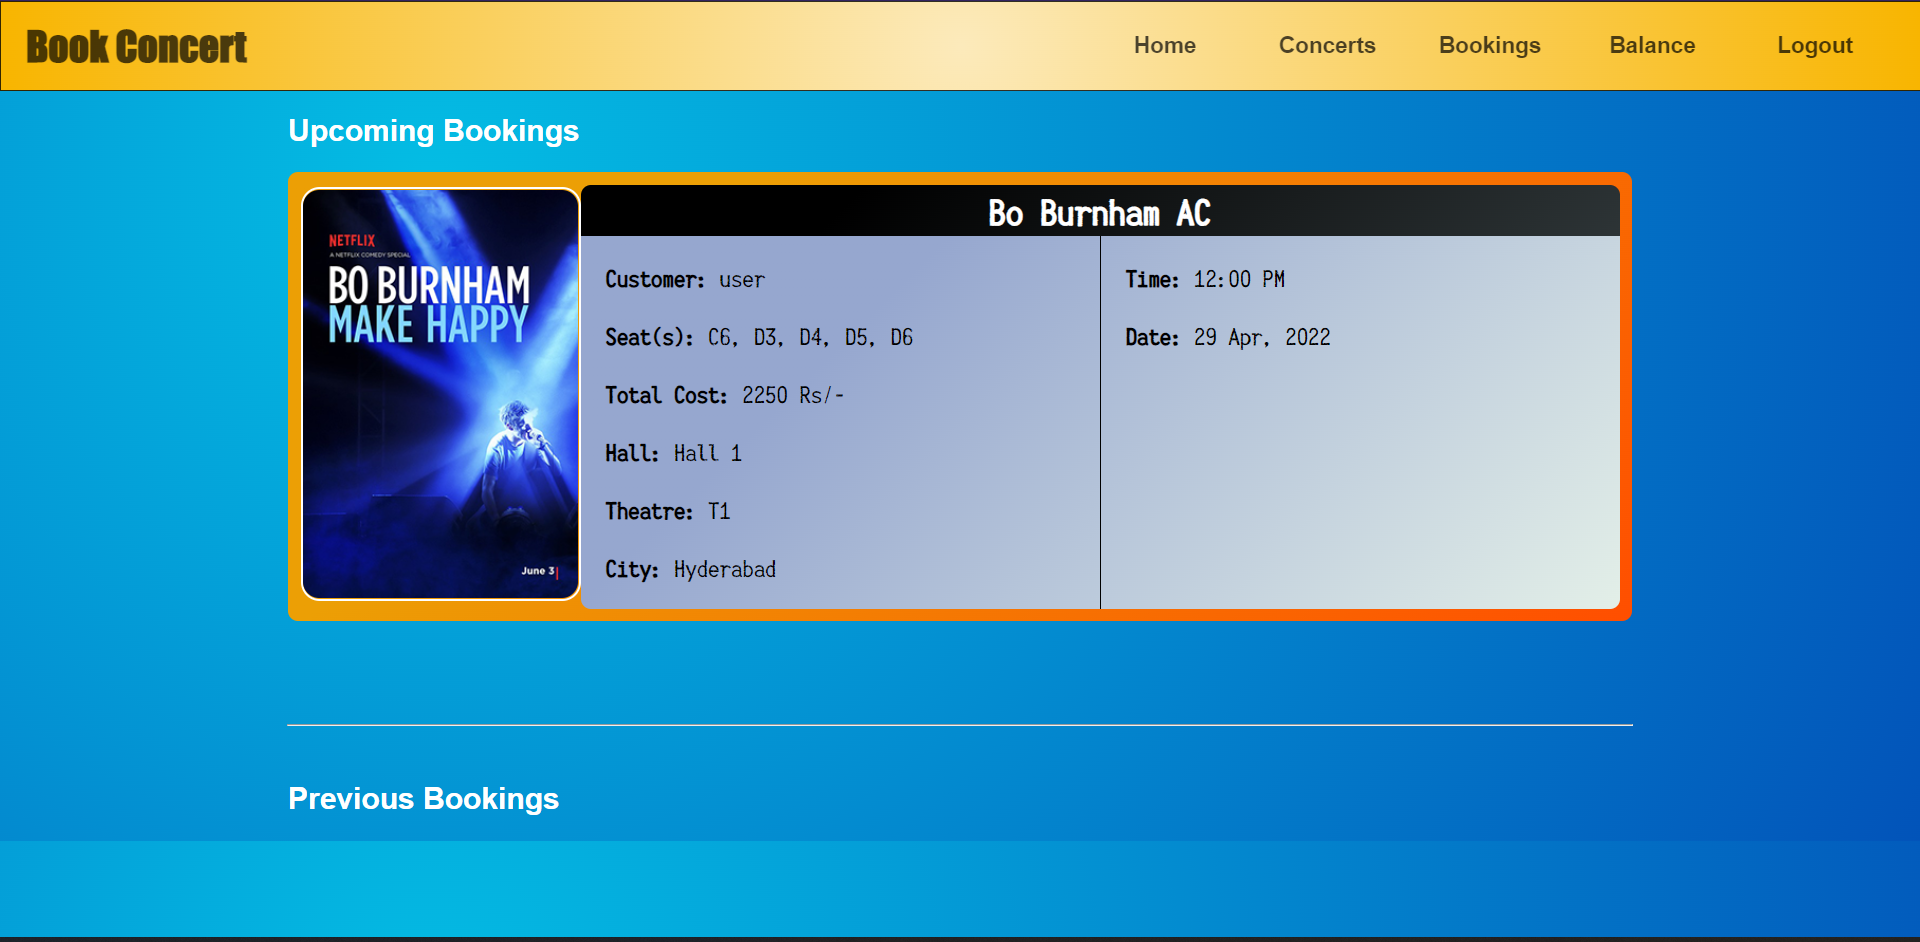 Book Concert
Home Concerts Bookings Balance Logout
Upcoming Bookings
NETFLIX
A NETFLIX COMEDY SPECIAL
BO BURNHAM
MAKE HAPPY
June 3
Bo Burnham AC
Customer: user
Seat(s): C6, D3, D4, D5, D6
Total Cost: 2250 Rs/-
Hall: Hall 1
Theatre: T1
City: Hyderabad
Time: 12:00 PM
Date: 29 Apr, 2022
Previous Bookings